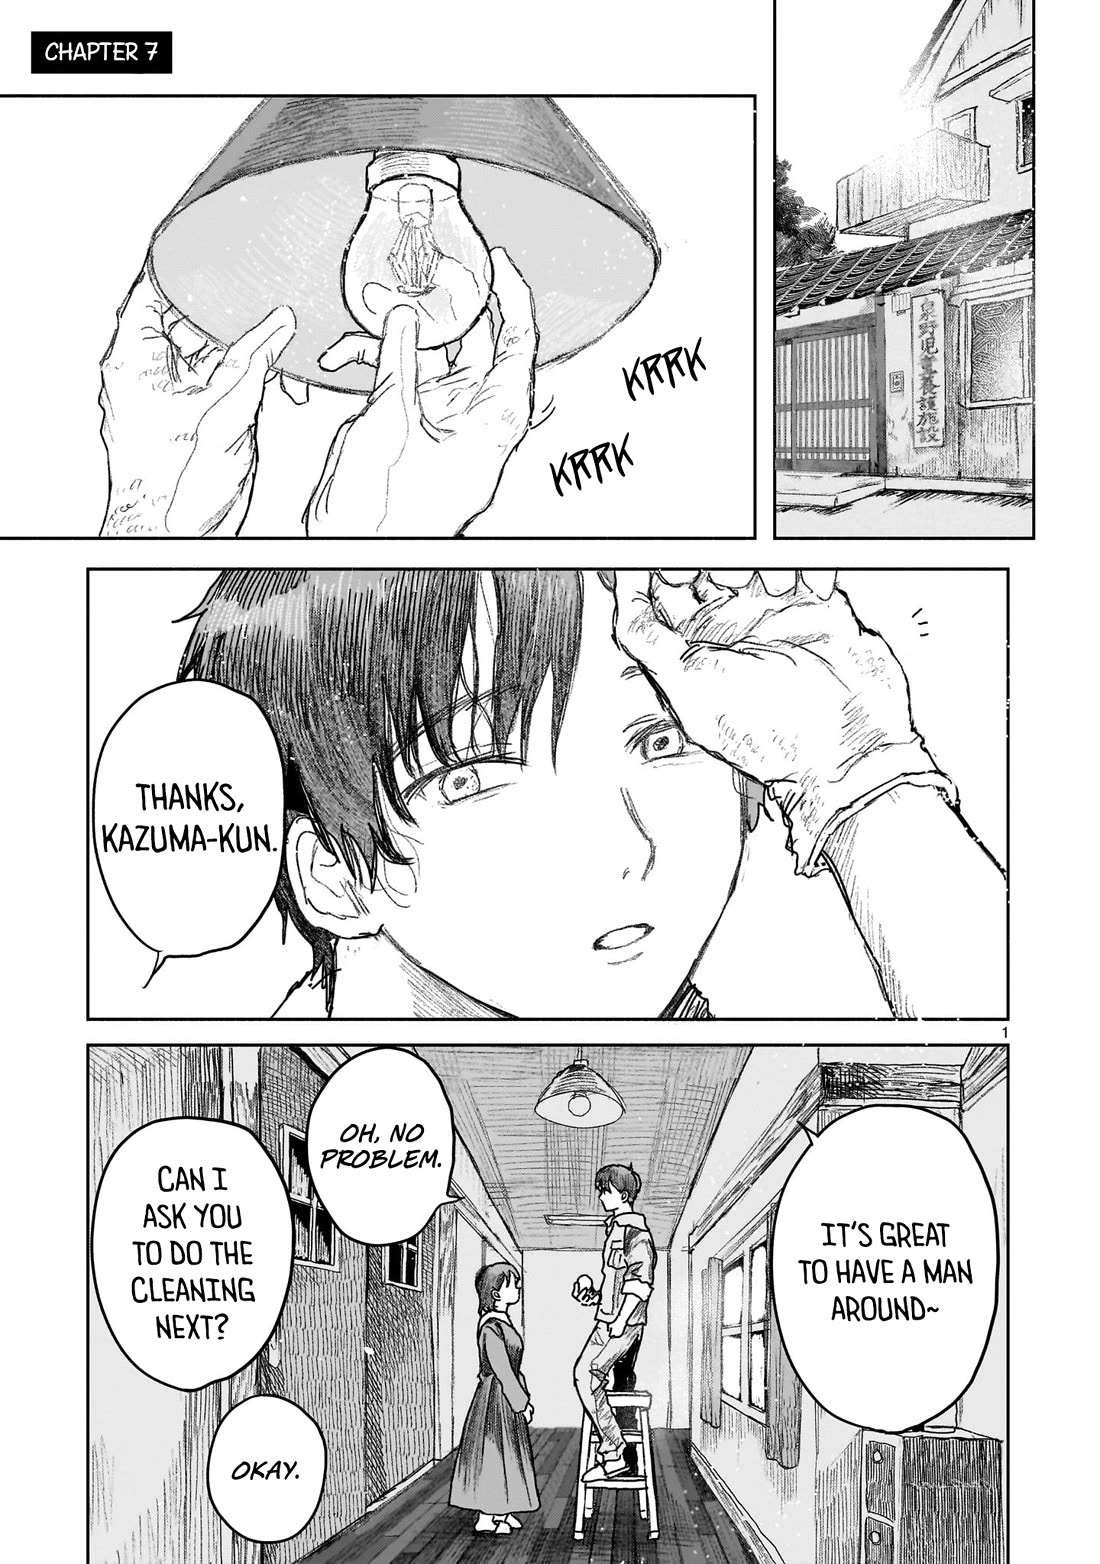 CHAPTER 7
泉野児童養護施設
KRRK
KRRK
THANKS,
KAZUMA-KUN.
1
IT'S GREAT
TO HAVE A MAN
AROUND~
OH, NO
PROBLEM.
CAN I
ASK YOU
TO DO THE
CLEANING
NEXT?
OKAY.